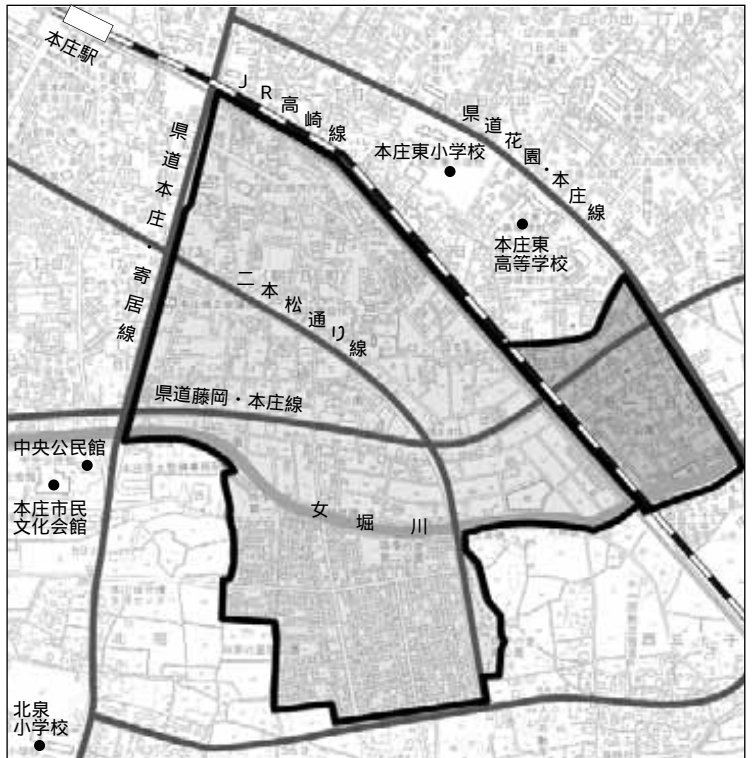 本庄駅
JR高崎線
県道花園・本庄線
本庄東小学校
本庄東
高等学校
県道本庄・寄居線
二本松通り線
県道藤岡・本庄線
中央公民館
本庄市民
文化会館
女堀川
北泉
小学校